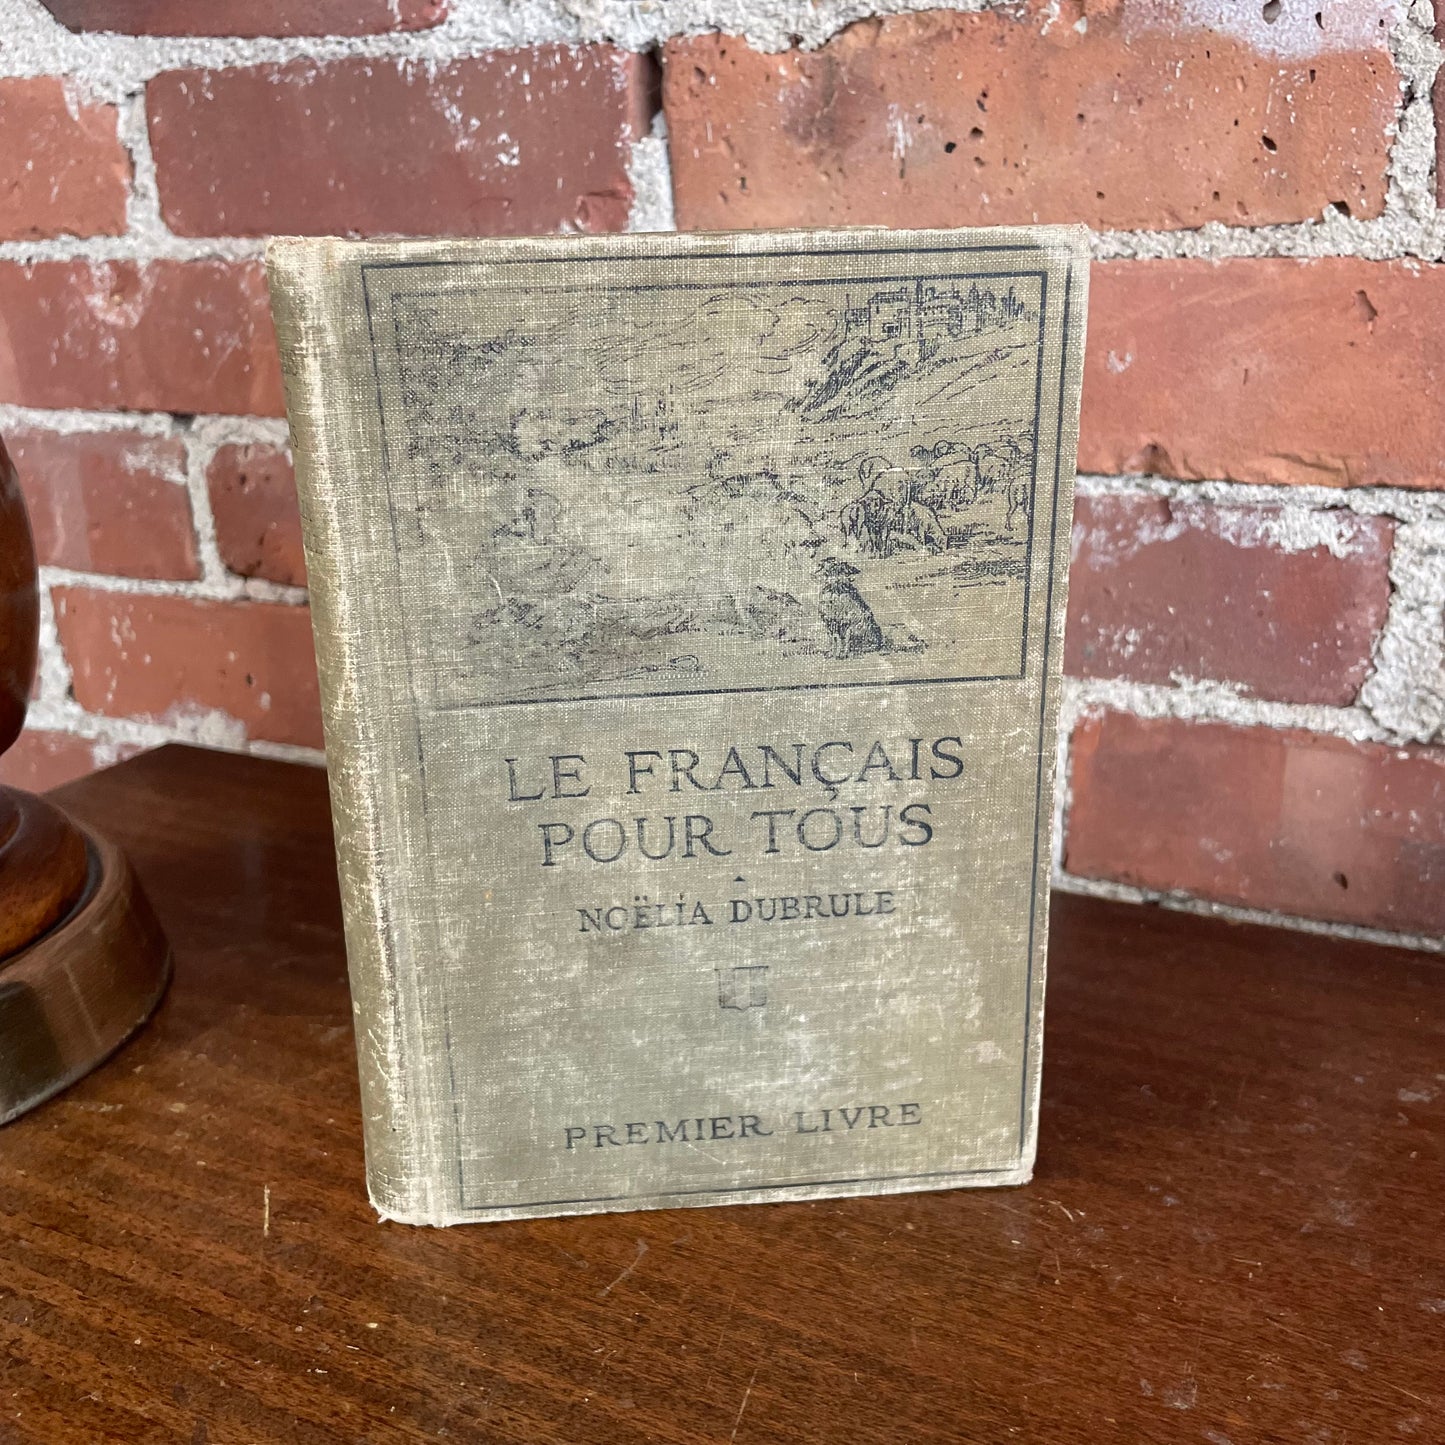 LE FRANÇAIS
POUR TOUS
NOËLIA DUBRULE
PREMIER LIVRE